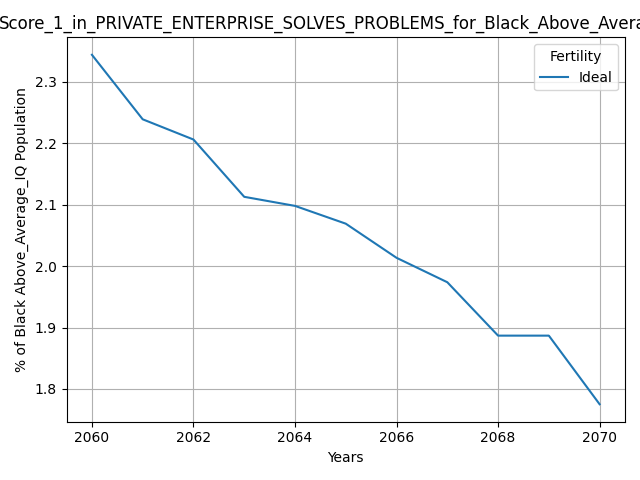 Score_1_in_PRIVATE_ENTERPRISE_SOLVES_PROBLEMS_for_Black_Above_Avera
Fertility
Ideal
% of Black Above_Average_IQ Population
2.3
2.2
2.1
2.0
1.9
1.8
2060 2062 2064 2066 2068 2070
Years